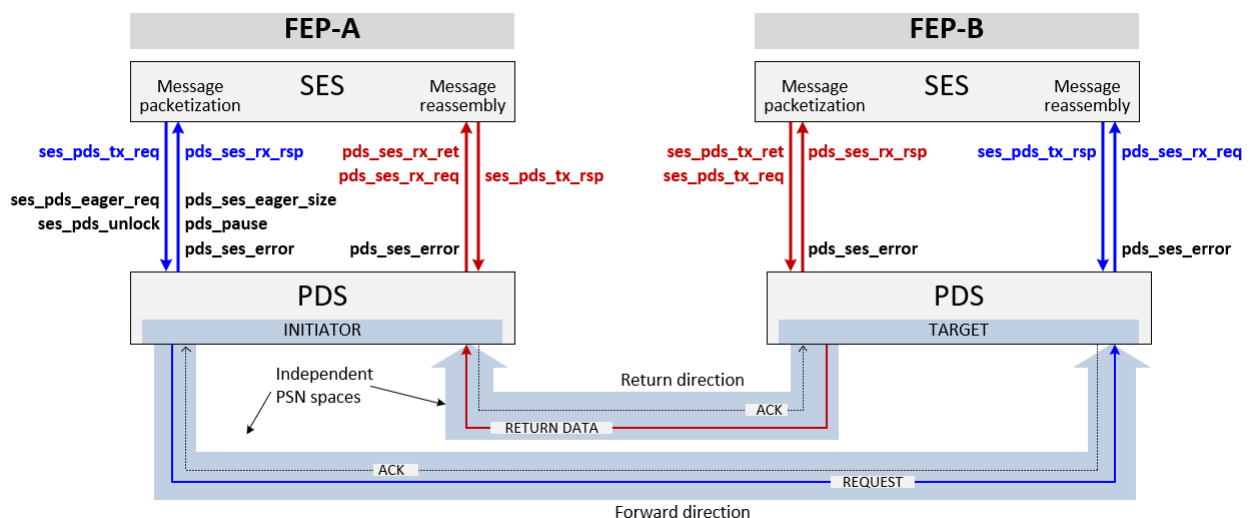 FEP-A
FEP-B
SES
Message
packetization
Message
reassembly
SES
Message
packetization
Message
reassembly
ses_pds_tx_req
pds_ses_rx_rsp
ses_pds_eager_req
pds_ses_eager_size
ses_pds_unlock
pds_pause
pds_ses_error
pds_ses_rx_ret
pds_ses_rx_req
ses_pds_tx_rsp
pds_ses_error
ses_pds_tx_ret
pds_ses_rx_rsp
ses_pds_tx_req
pds_ses_error
ses_pds_tx_rsp
pds_ses_rx_req
pds_ses_error
PDS
INITIATOR
PDS
TARGET
Independent
PSN spaces
Return direction
ACK
RETURN DATA
ACK
REQUEST
Forward direction